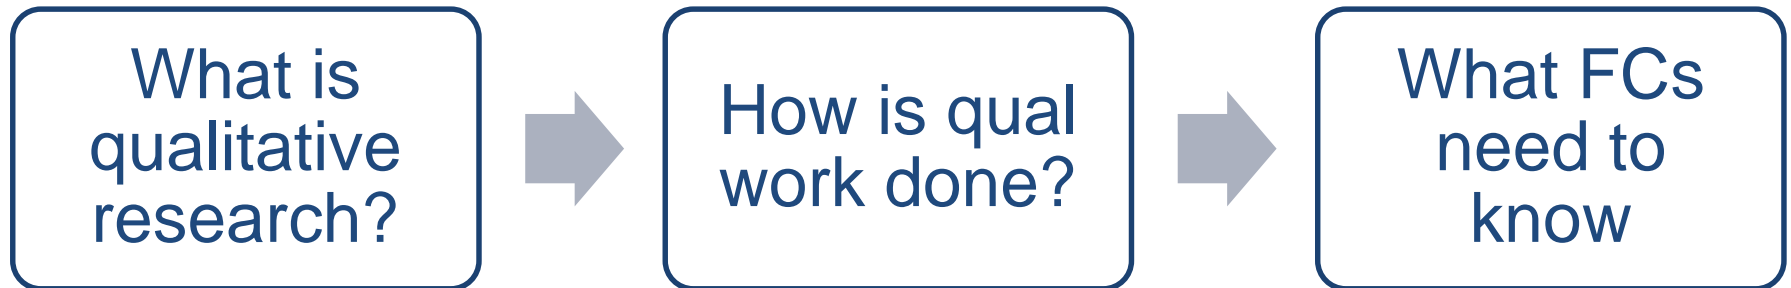 What is
qualitative
research?
How is qual
work done?
What FCs
need to
know